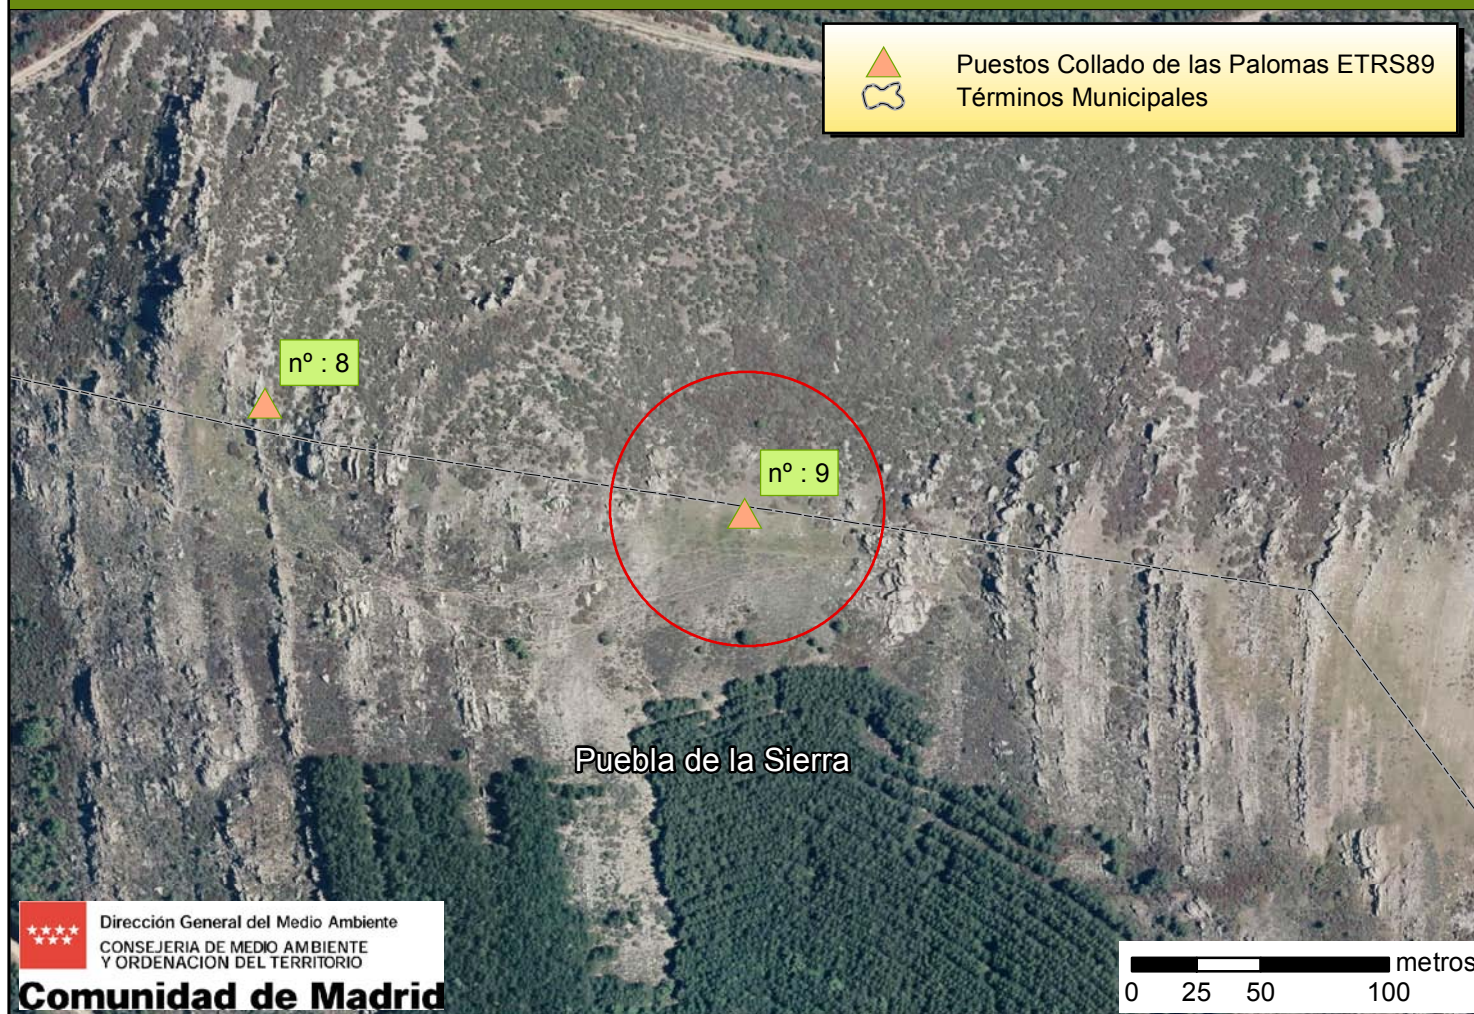 Puestos Collado de las Palomas ETRS89
Términos Municipales
nº : 8
nº : 9
Puebla de la Sierra
Dirección General del Medio Ambiente
CONSEJERIA DE MEDIO AMBIENTE
Y ORDENACION DEL TERRITORIO
Comunidad de Madrid
metros
0 25 50 100